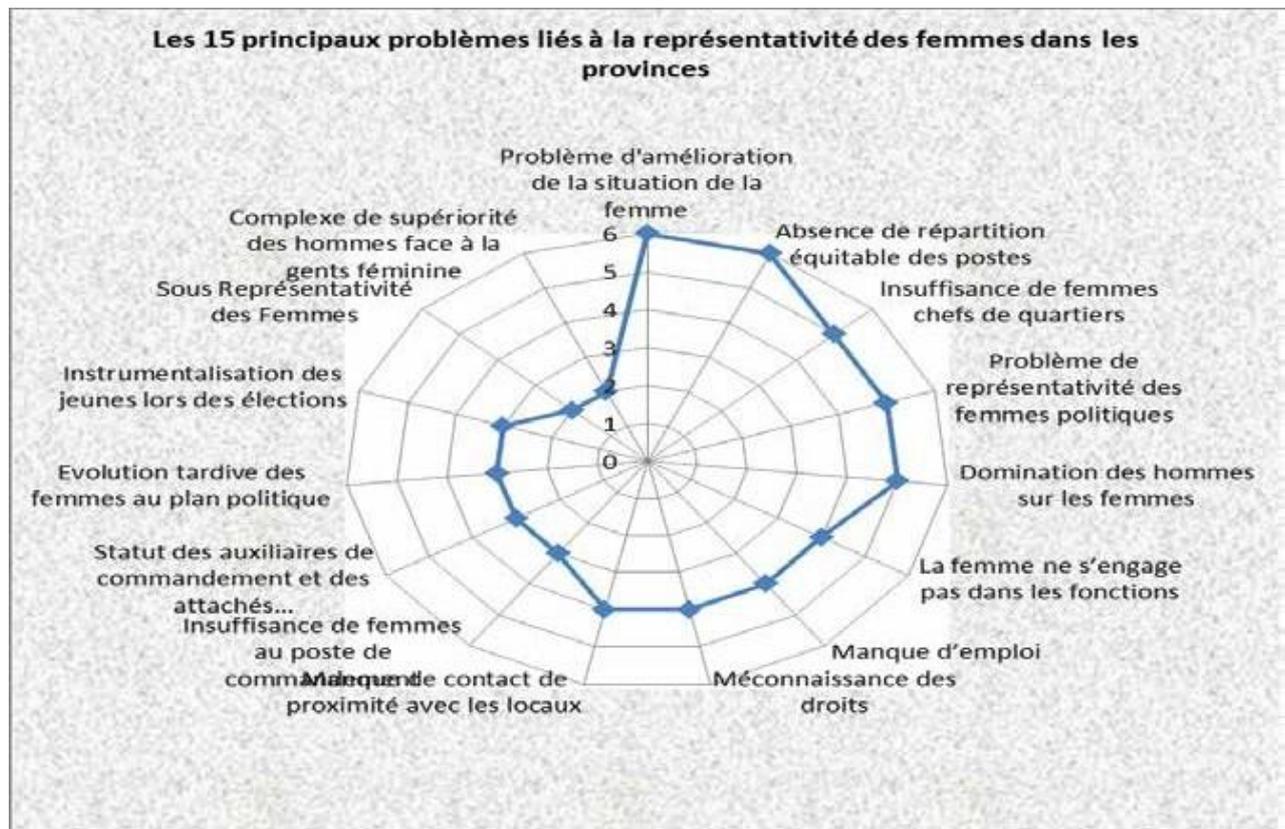 Les 15 principaux problèmes liés à la représentativité des femmes dans les
provinces
Problème d'amélioration
de la situation de la
femme
Absence de répartition
équitable des postes
Insuffisance de femmes
chefs de quartiers
Problème de
représentativité des
femmes politiques
Domination des hommes
sur les femmes
La femme ne s’engage
pas dans les fonctions
Manque d’emploi
Méconnaissance des
droits
Manque de contact de
proximité avec les locaux
Insuffisance de femmes
au poste de
commandement
Statut des auxiliaires de
commandement et des
attachés...
Evolution tardive des
femmes au plan politique
Instrumentalisation des
jeunes lors des élections
Sous Représentativité
des Femmes
Complexe de supériorité
des hommes face à la
gents féminine
6
5
4
3
2
1
0